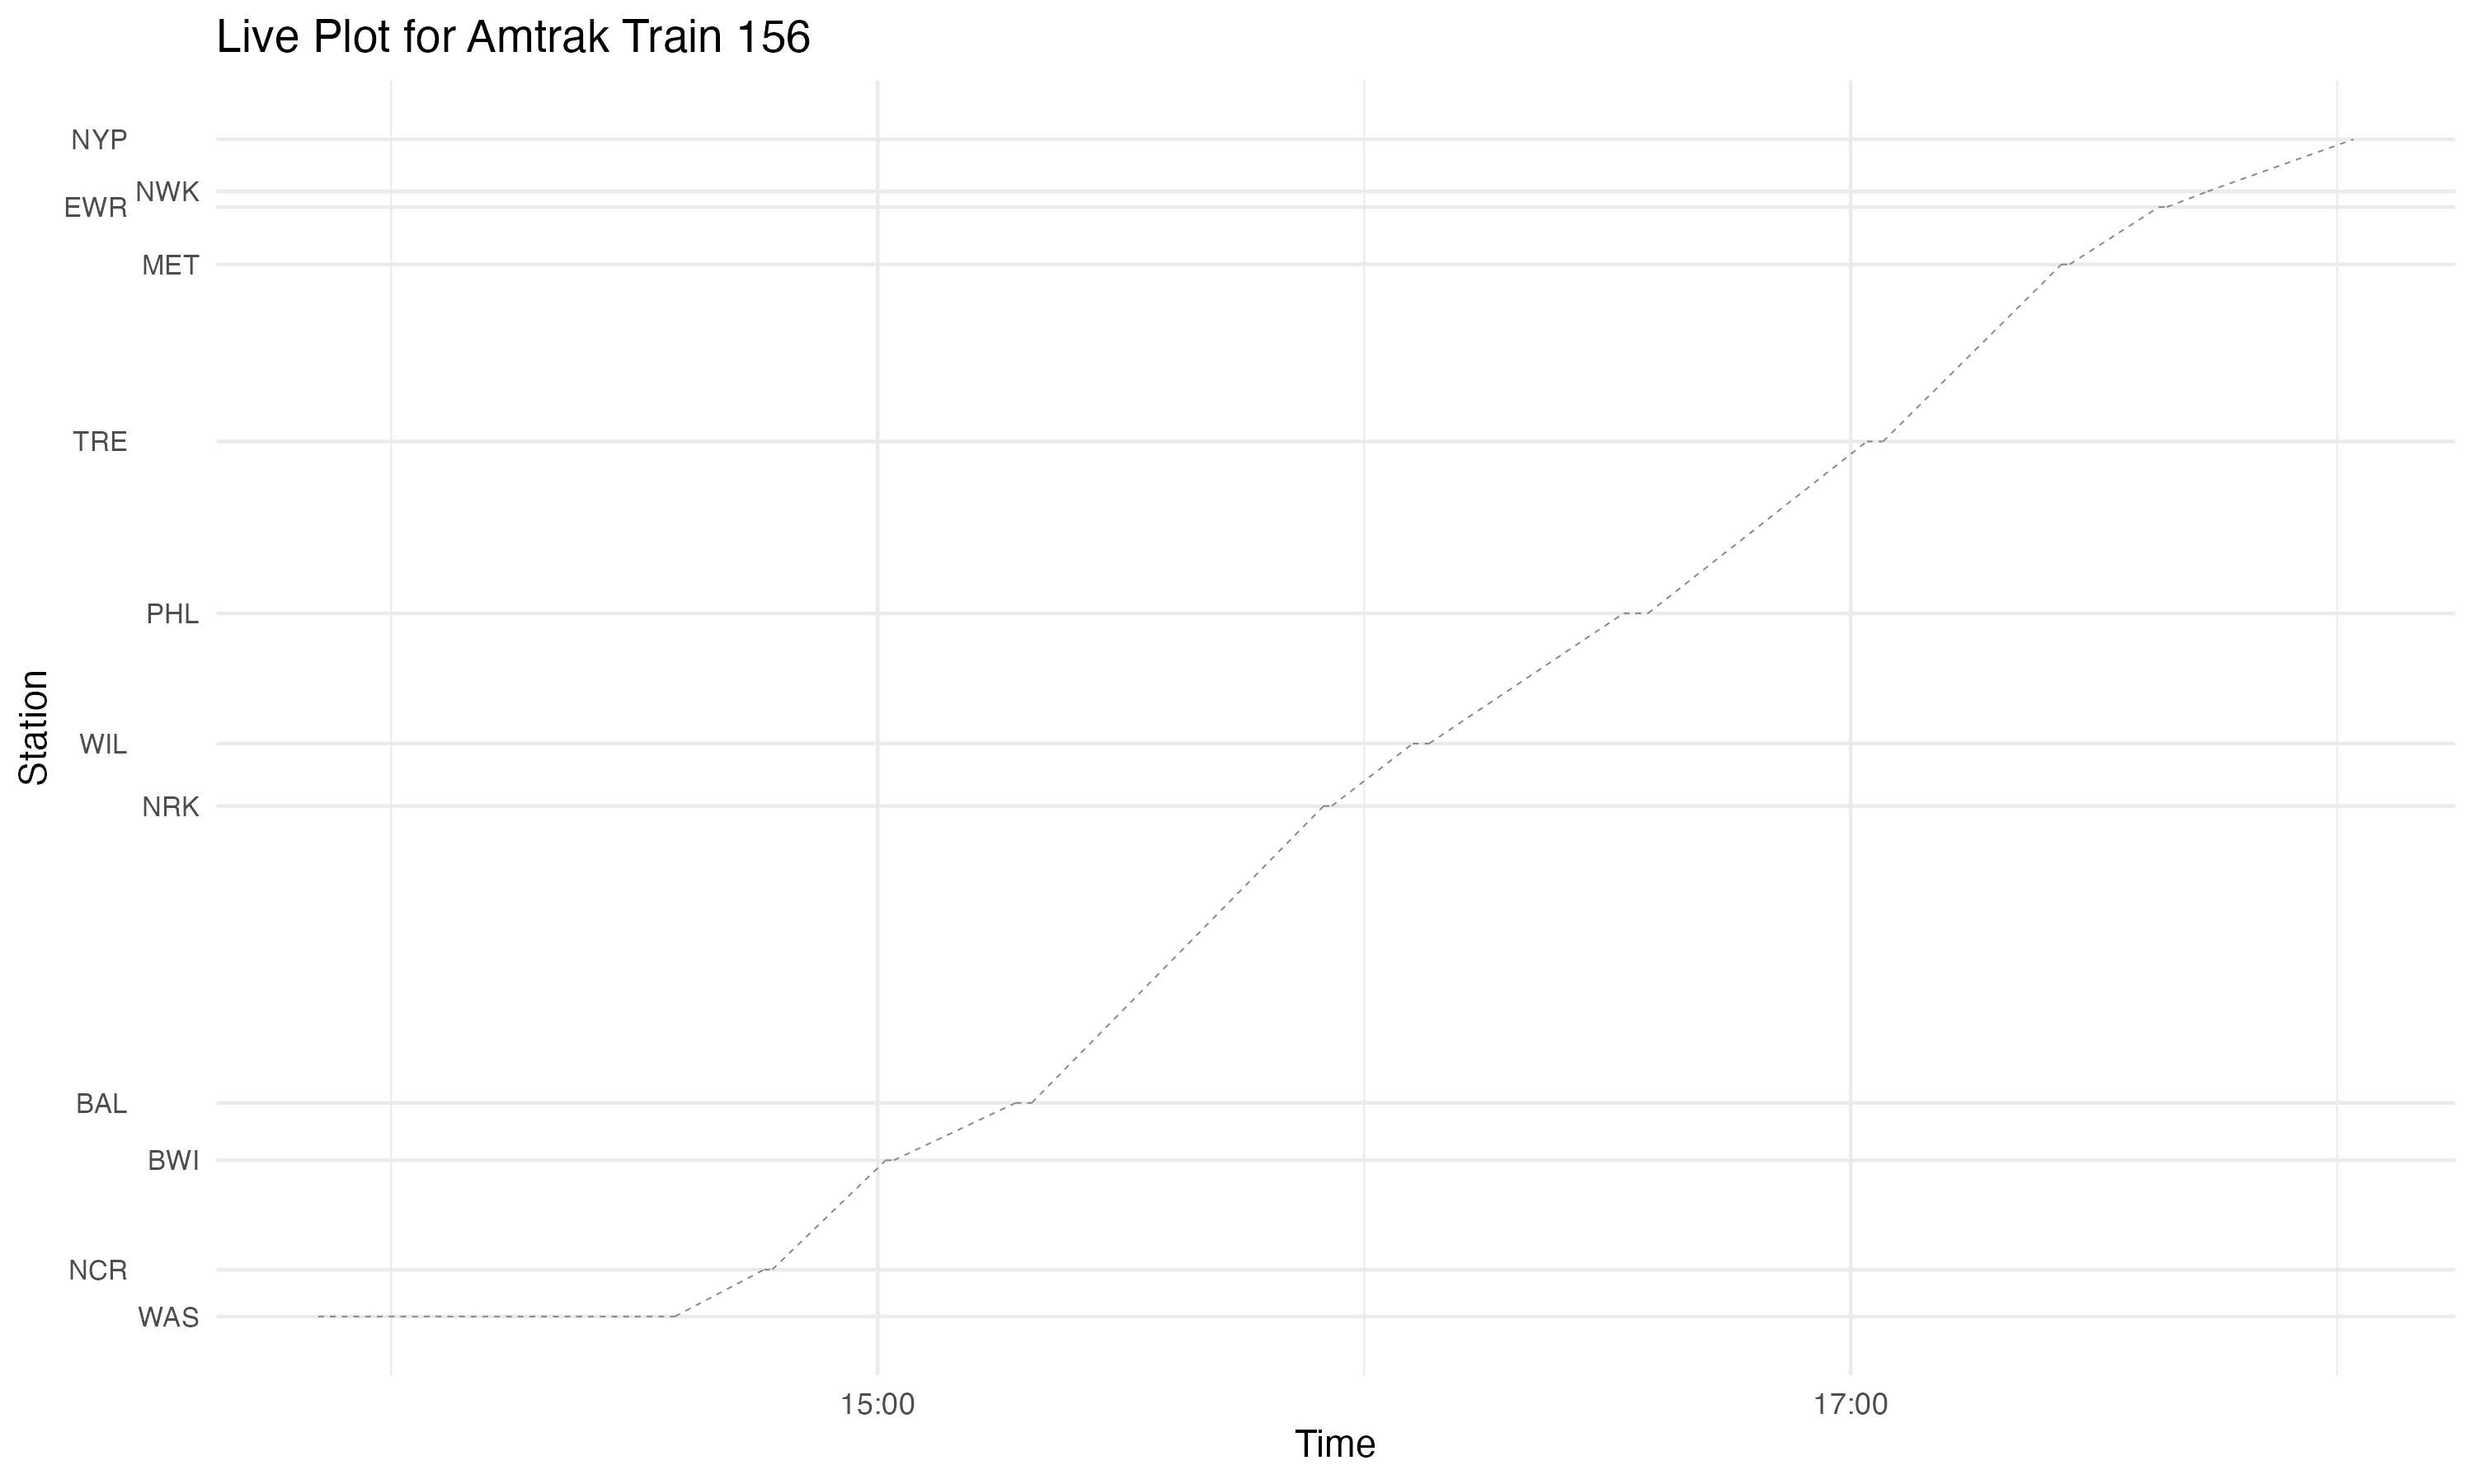 Live Plot for Amtrak Train 156
NYP
NWK
EWR
MET
TRE
PHL
WIL
NRK
BAL
BWI
NCR
WAS
Station
15:00 17:00
Time